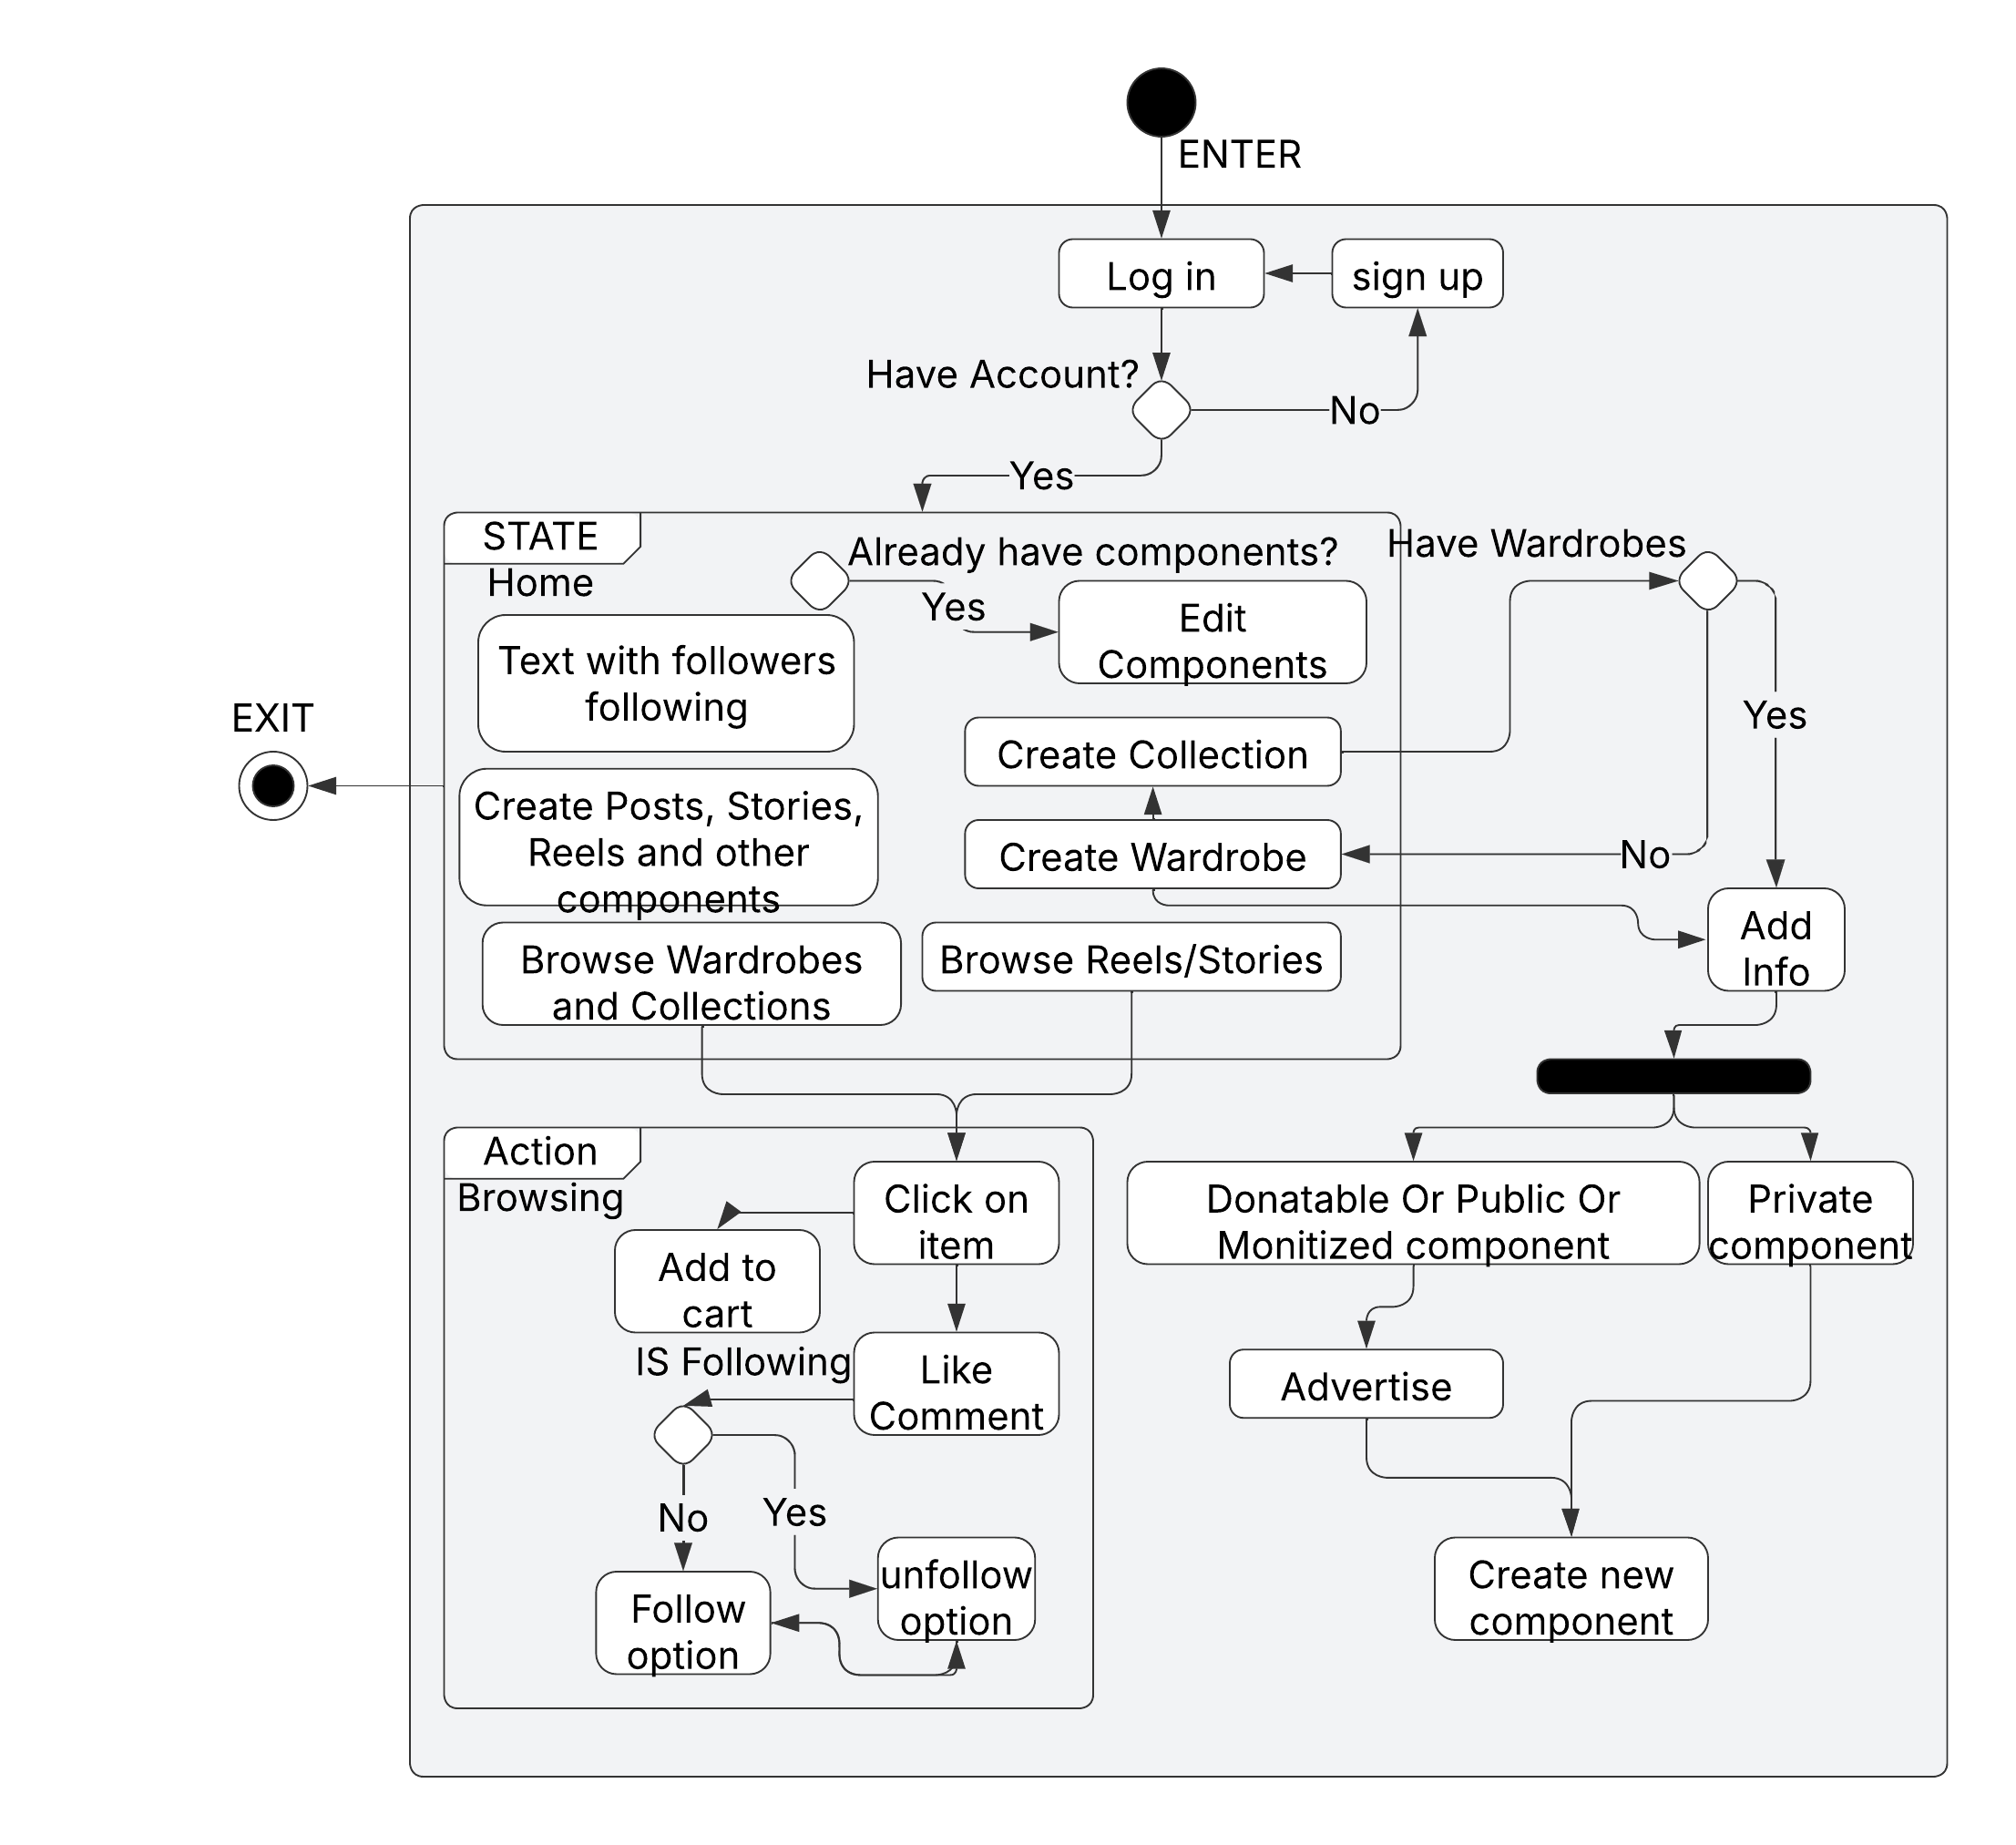 ENTER
Log in
sign up
Have Account?
No
Yes
STATE
Home
Already have components?
Have Wardrobes
Yes
Edit
Components
Text with followers
following
Yes
EXIT
Create Collection
Create Posts, Stories,
Reels and other
components
Create Wardrobe
No
Add
Info
Browse Wardrobes
and Collections
Browse Reels/Stories
Action
Browsing
Click on
item
Donatable Or Public Or
Monitized component
Private
component
Add to
cart
IS Following
Like
Comment
Advertise
No
Yes
unfollow
option
Follow
option
Create new
component